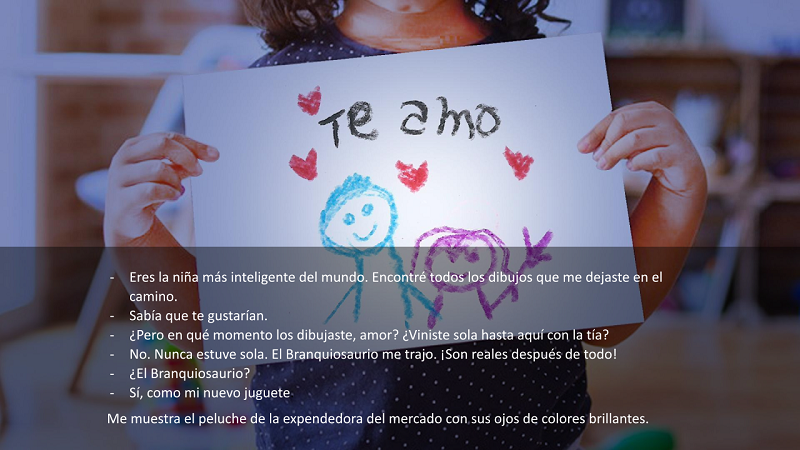 Te amo
- Eres la niña más inteligente del mundo. Encontré todos los dibujos que me dejaste en el
camino.
- Sabía que te gustarían.
- ¿Pero en qué momento los dibujaste, amor? ¿Viniste sola hasta aquí con la tía?
- No. Nunca estuve sola. El Branquiosaurio me trajo. ¡Son reales después de todo!
- ¿El Branquiosaurio?
- Sí, como mi nuevo juguete
Me muestra el peluche de la expendedora del mercado con sus ojos de colores brillantes.